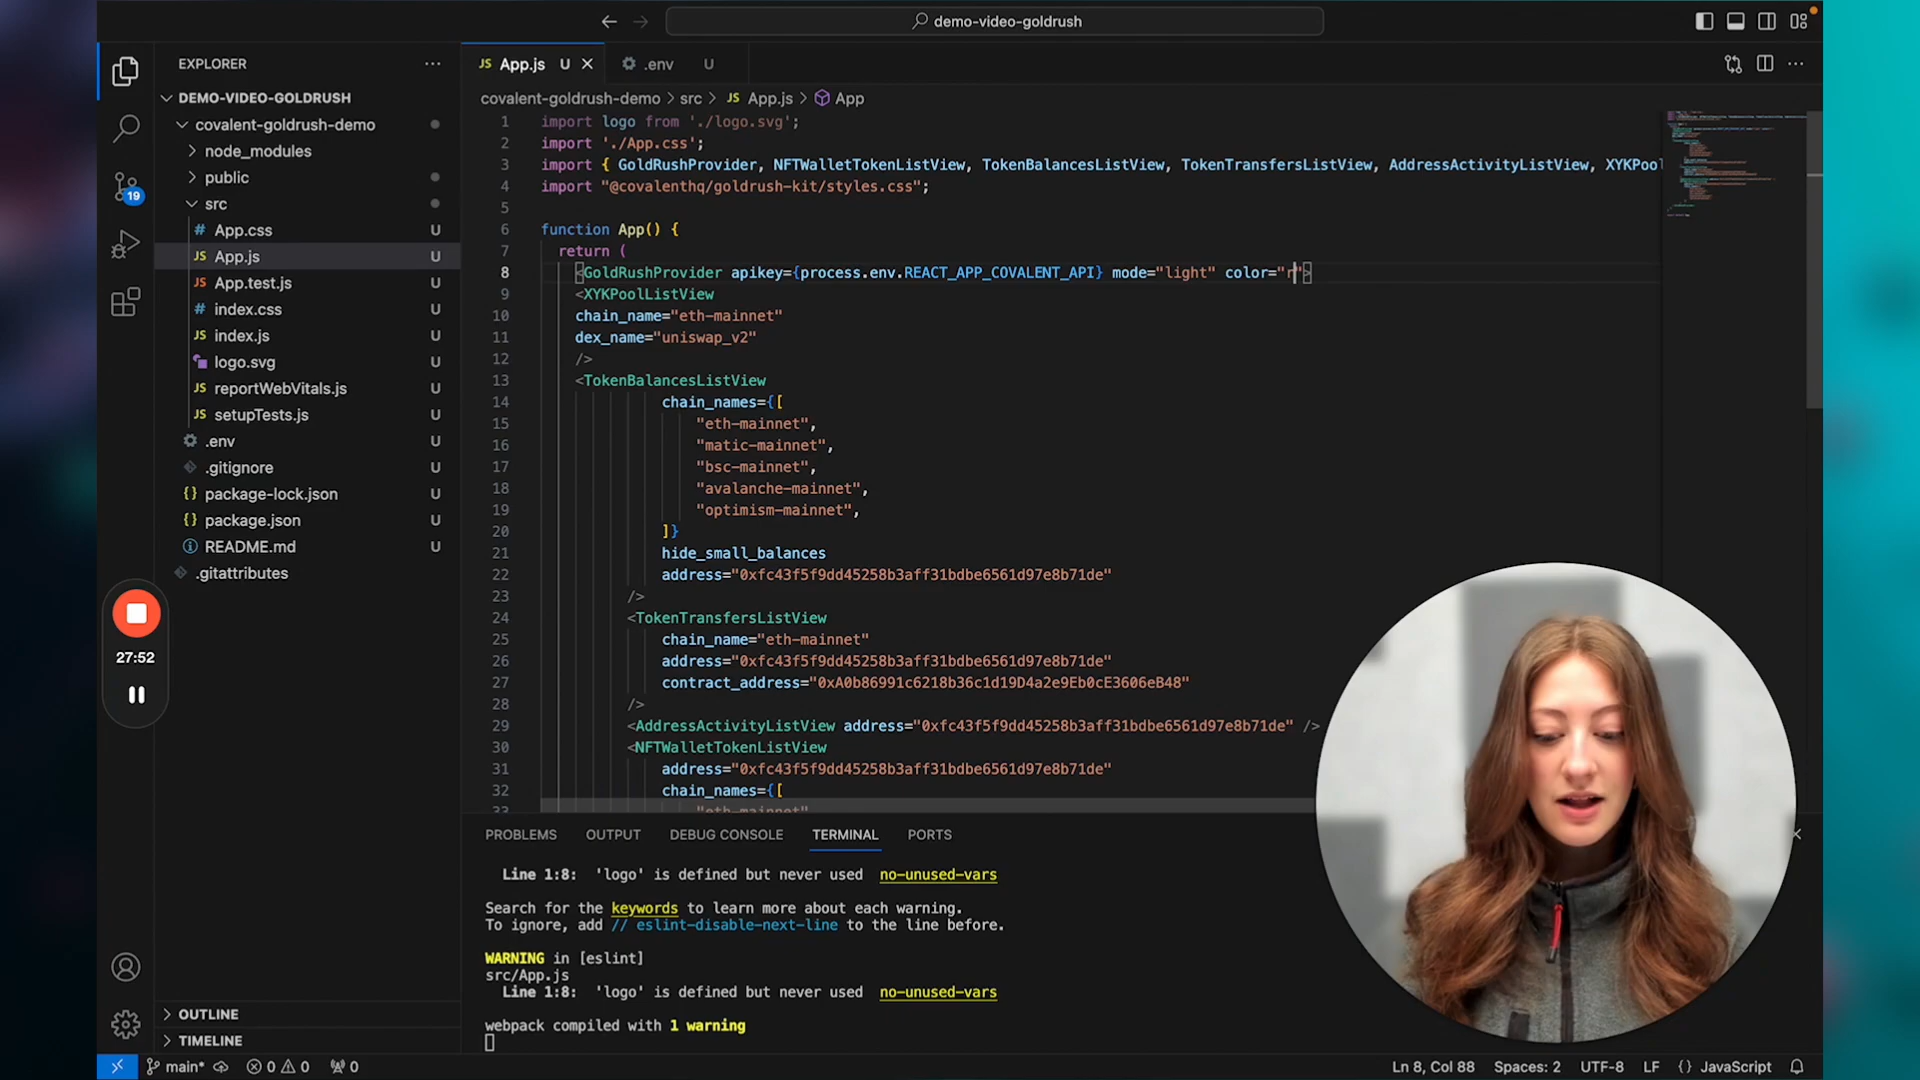 demo-video-goldrush
EXPLORER
DEMO-VIDEO-GOLDRUSH
covalent-goldrush-demo
node_modules
public
src
# App.css U
JS App.js U
JS App.test.js U
# index.css U
JS index.js U
logo.svg U
JS reportWebVitals.js U
JS setupTests.js U
.env U
.gitignore U
{} package-lock.json U
{} package.json U
README.md U
.gitattributes
19
27:52
OUTLINE
TIMELINE
JS App.js U
.env U
covalent-goldrush-demo > src > JS App.js > App
1 import logo from './logo.svg';
2 import './App.css';
3 import { GoldRushProvider, NFTWalletTokenListView, TokenBalancesListView, TokenTransfersListView, AddressActivityListView, XYKPool
4 import "@covalenthq/goldrush-kit/styles.css";
5
6 function App() {
7 return (
8 <GoldRushProvider apikey={process.env.REACT_APP_COVALENT_API} mode="light" color="r">
9 <XYKPoolListView
10 chain_name="eth-mainnet"
11 dex_name="uniswap_v2"
12 />
13 <TokenBalancesListView
14 chain_names={[
15 "eth-mainnet",
16 "matic-mainnet",
17 "bsc-mainnet",
18 "avalanche-mainnet",
19 "optimism-mainnet",
20 ]}
21 hide_small_balances
22 address="0xfc43f5f9dd45258b3aff31bdbe6561d97e8b71de"
23 />
24 <TokenTransfersListView
25 chain_name="eth-mainnet"
26 address="0xfc43f5f9dd45258b3aff31bdbe6561d97e8b71de"
27 contract_address="0xA0b86991c6218b36c1d19D4a2e9Eb0cE3606eB48"
28 />
29 <AddressActivityListView address="0xfc43f5f9dd45258b3aff31bdbe6561d97e8b71de" />
30 <NFTWalletTokenListView
31 address="0xfc43f5f9dd45258b3aff31bdbe6561d97e8b71de"
32 chain_names={[
PROBLEMS OUTPUT DEBUG CONSOLE TERMINAL PORTS
Line 1:8: 'logo' is defined but never used no-unused-vars
Search for the keywords to learn more about each warning.
To ignore, add // eslint-disable-next-line to the line before.
WARNING in [eslint]
src/App.js
Line 1:8: 'logo' is defined but never used no-unused-vars
webpack compiled with 1 warning
main* 0 0 0
Ln 8, Col 88 Spaces: 2 UTF-8 LF {} JavaScript